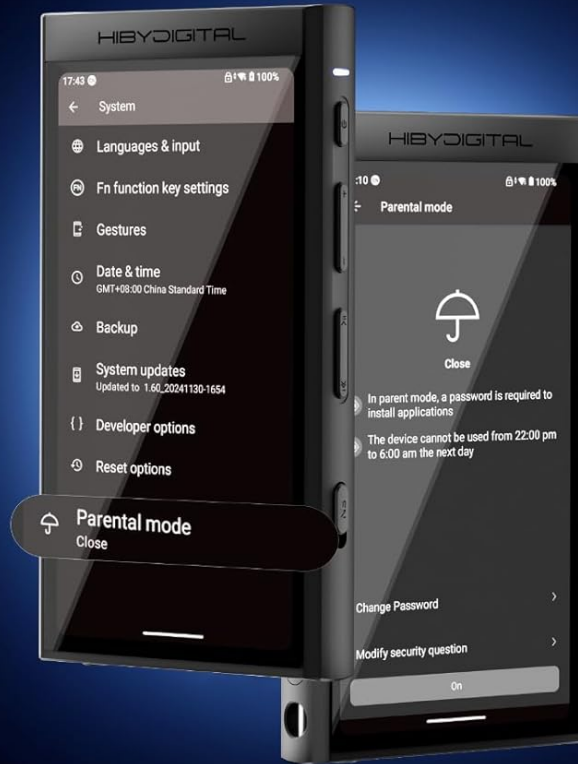 HIBYDIGITAL
17:43
100%
System
Languages & input
FN
Fn function key settings
Gestures
Date & time
GMT+08:00 China Standard Time
Backup
System updates
Updated to 1.60_20241130-1654
{ } Developer options
Reset options
Parental mode
Close
HIBYDIGITAL
:10
100%
Parental mode
Close
In parent mode, a password is required to
install applications
The device cannot be used from 22:00 pm
to 6:00 am the next day
Change Password
Modify security question
On